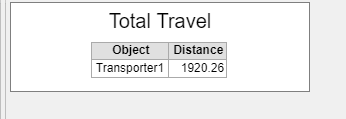 Total Travel
Object Distance
Transporter1 1920.26